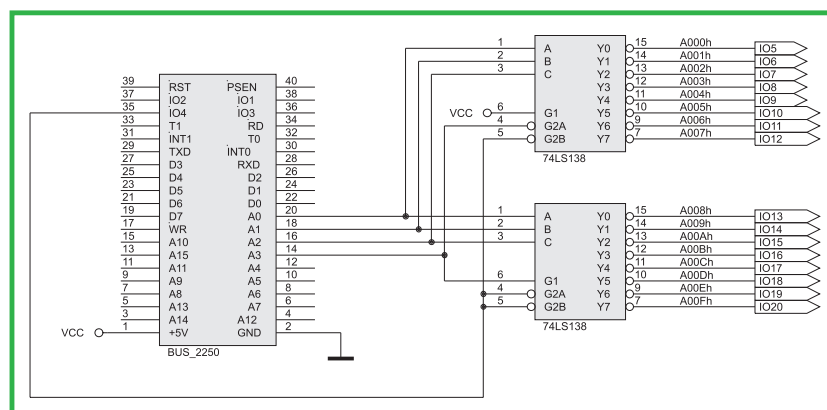 39 RST PSEN 40
37 IO2 IO1 38
35 IO4 IO3 36
33 T1 RD 34
31 INT1 T0 32
29 TXD INT0 30
27 D3 RXD 28
25 D4 D2 26
23 D5 D1 24
21 D6 D0 22
19 D7 A0 20
17 WR A1 18
15 A10 A2 16
13 A15 A3 14
11 A11 A4 12
9 A9 A5 10
7 A8 A6 8
5 A13 A7 6
3 A14 A12 4
VCC 1 +5V GND 2
BUS_2250
1 A Y0 15 A000h IO5
2 B Y1 14 A001h IO6
3 C Y2 13 A002h IO7
Y3 12 A003h IO8
Y4 11 A004h IO9
VCC 6 G1 Y5 10 A005h IO10
4 G2A Y6 9 A006h IO11
5 G2B Y7 7 A007h IO12
74LS138
1 A Y0 15 A008h IO13
2 B Y1 14 A009h IO14
3 C Y2 13 A00Ah IO15
Y3 12 A00Bh IO16
Y4 11 A00Ch IO17
6 G1 Y5 10 A00Dh IO18
4 G2A Y6 9 A00Eh IO19
5 G2B Y7 7 A00Fh IO20
74LS138